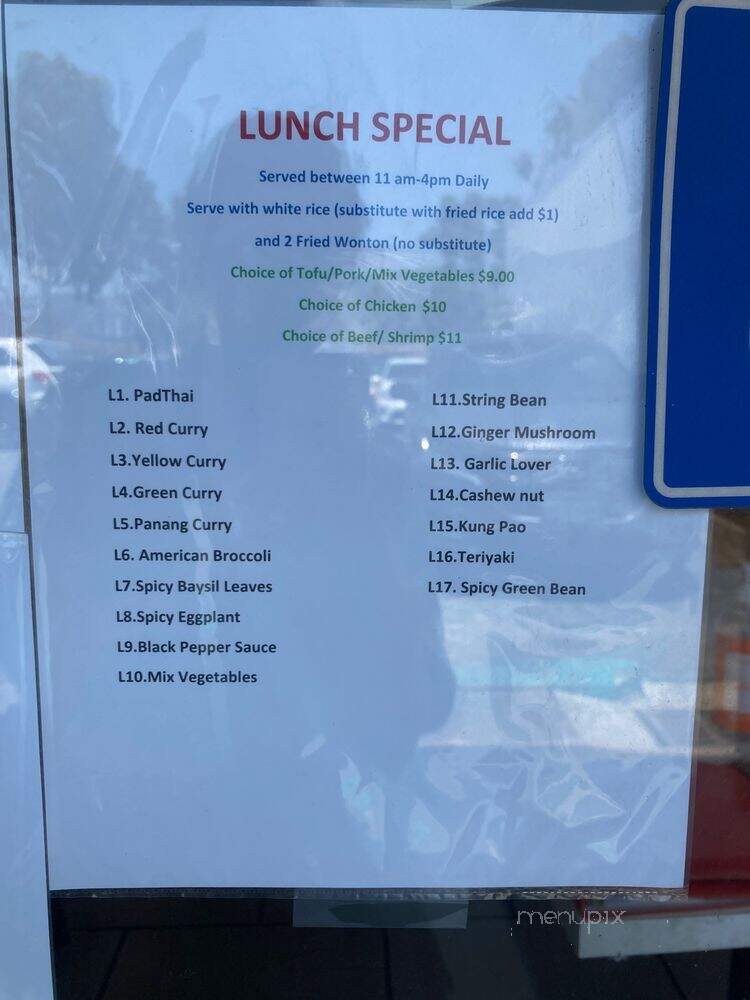 LUNCH SPECIAL
Served between 11 am-4pm Daily
Serve with white rice (substitute with fried rice add $1)
and 2 Fried Wonton (no substitute)
Choice of Tofu/Pork/Mix Vegetables $9.00
Choice of Chicken $10
Choice of Beef/ Shrimp $11
L1. PadThai
L2. Red Curry
L3.Yellow Curry
L4.Green Curry
L5.Panang Curry
L6. American Broccoli
L7.Spicy Baysil Leaves
L8.Spicy Eggplant
L9.Black Pepper Sauce
L10.Mix Vegetables
L11.String Bean
L12.Ginger Mushroom
L13. Garlic Lover
L14.Cashew nut
L15.Kung Pao
L16.Teriyaki
L17. Spicy Green Bean
menupix